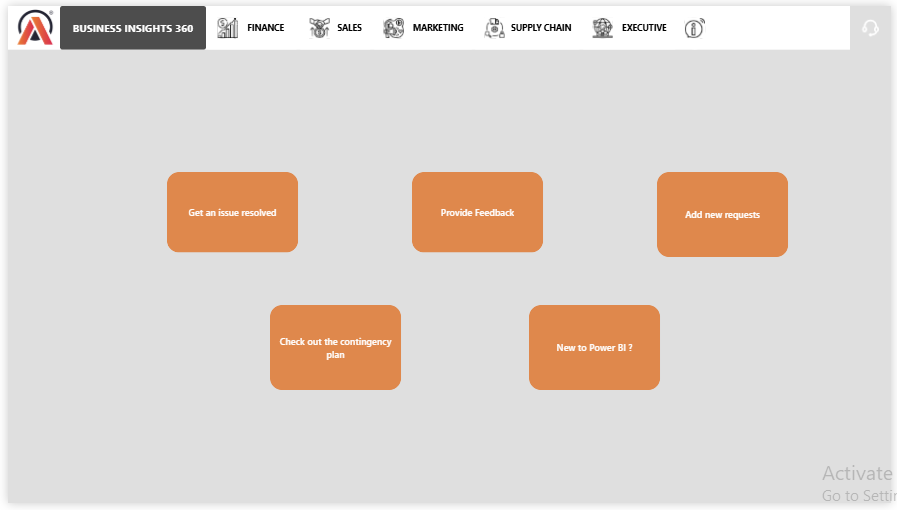 BUSINESS INSIGHTS 360
FINANCE
SALES
MARKETING
SUPPLY CHAIN
EXECUTIVE
Get an issue resolved
Provide Feedback
Add new requests
Check out the contingency
plan
New to Power BI ?
Activate
Go to Settin